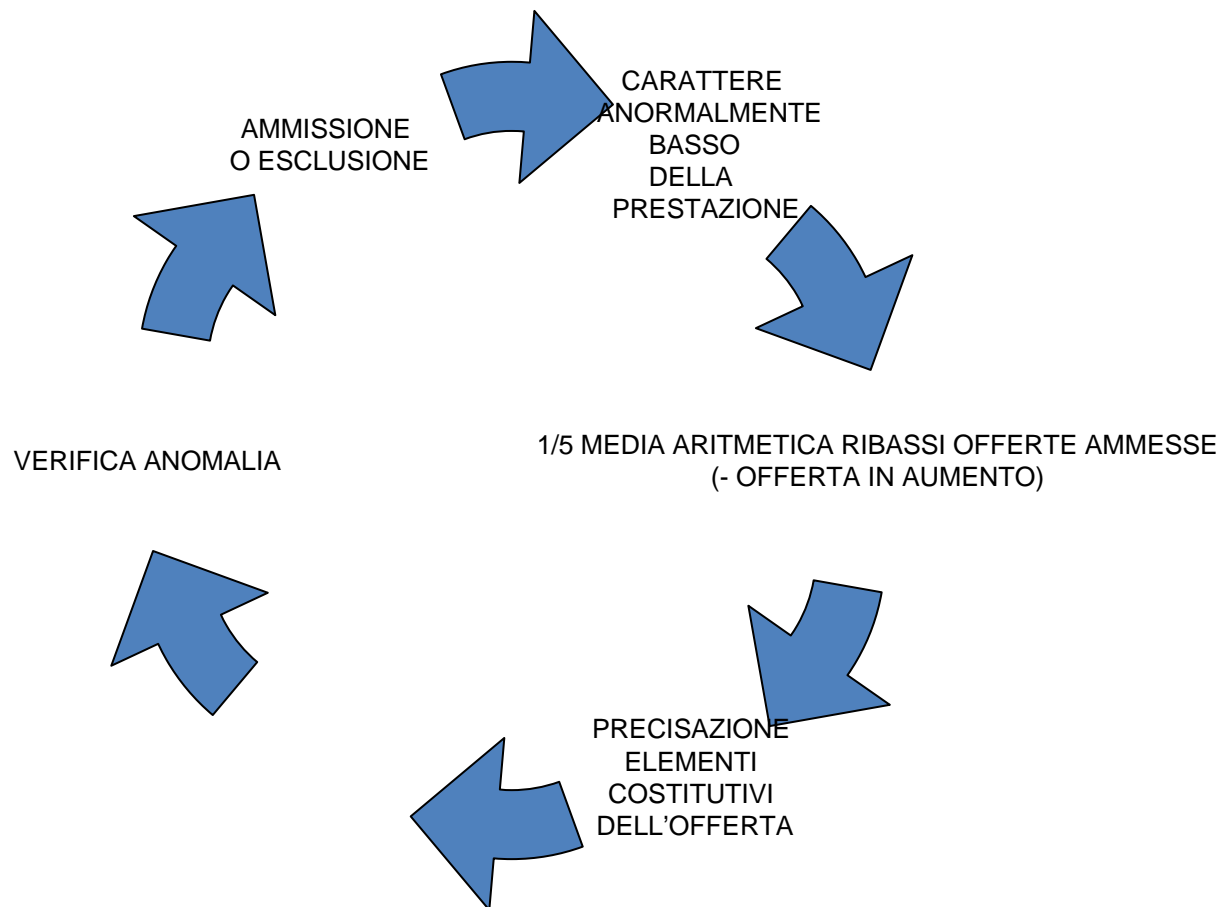 CARATTERE
ANORMALMENTE
BASSO
DELLA
PRESTAZIONE
AMMISSIONE
O ESCLUSIONE
1/5 MEDIA ARITMETICA RIBASSI OFFERTE AMMESSE
(- OFFERTA IN AUMENTO)
VERIFICA ANOMALIA
PRECISAZIONE
ELEMENTI
COSTITUTIVI
DELL’OFFERTA